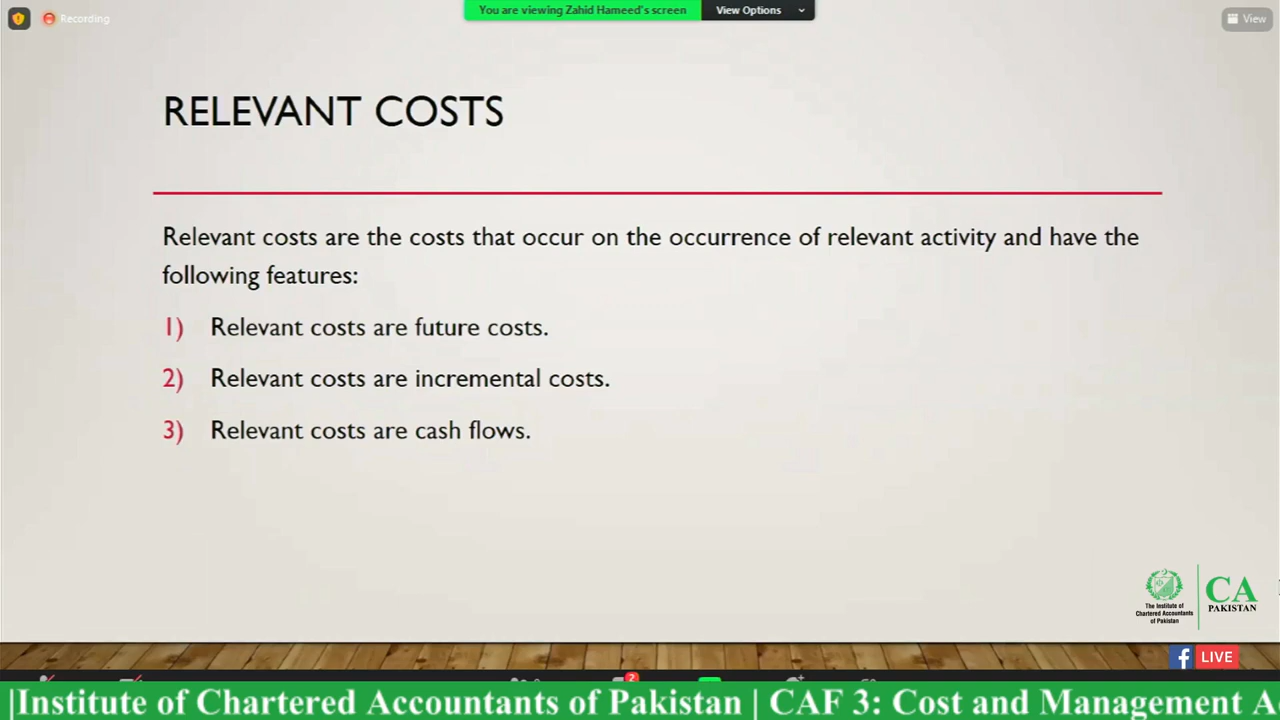 Recording
You are viewing Zahid Hameed's screen
View Options
View
RELEVANT COSTS
Relevant costs are the costs that occur on the occurrence of relevant activity and have the
following features:
1) Relevant costs are future costs.
2) Relevant costs are incremental costs.
3) Relevant costs are cash flows.
The Institute of
Chartered Accountants
of Pakistan
CA
PAKISTAN
f LIVE
2
|Institute of Chartered Accountants of Pakistan | CAF 3: Cost and Management A